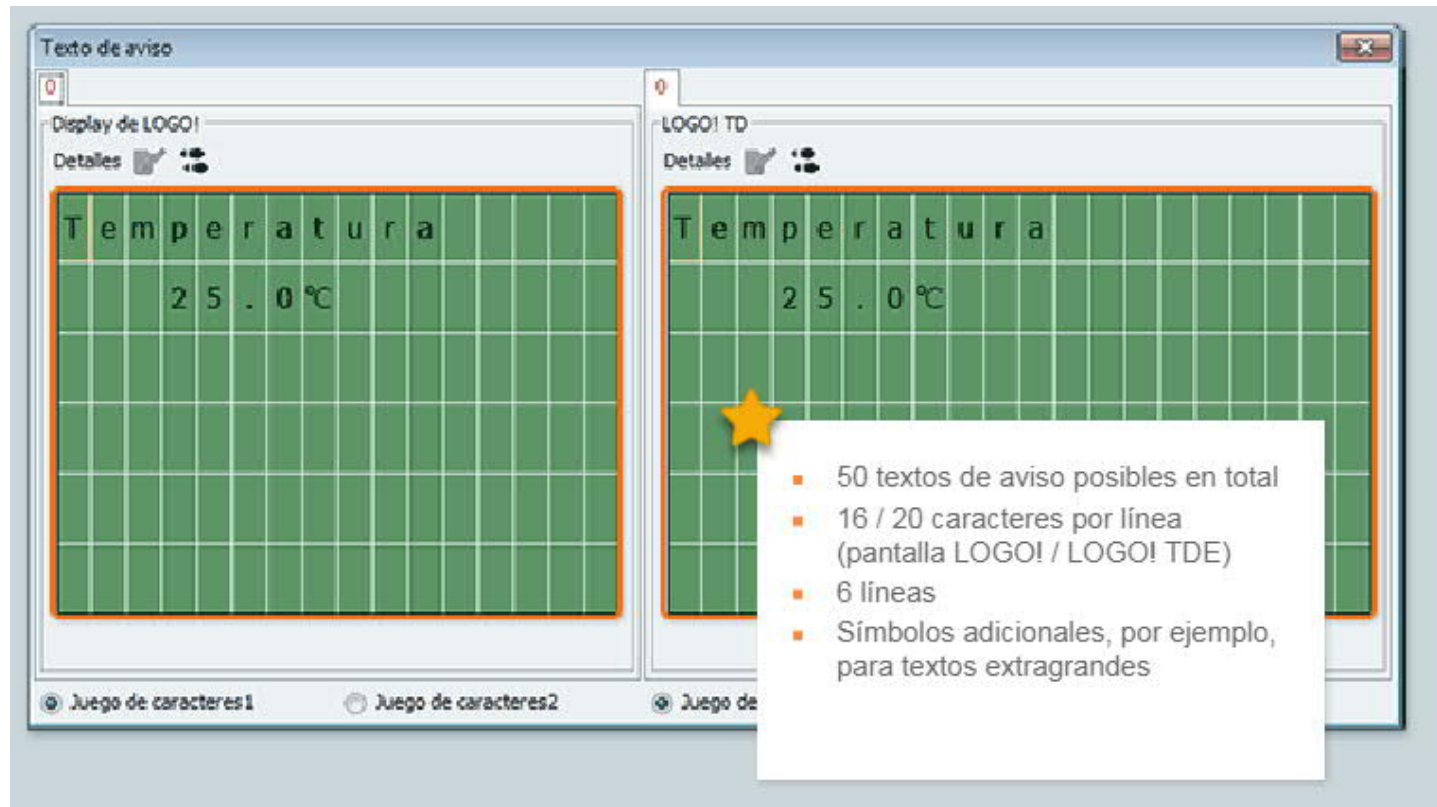 Texto de aviso
0
0
Display de LOGO!
LOGO! TD
Detalles
Detalles
Temperatura
25.0℃
Temperatura
25.0℃
50 textos de aviso posibles en total
16 / 20 caracteres por línea
(pantalla LOGO! / LOGO! TDE)
6 líneas
Símbolos adicionales, por ejemplo,
para textos extragrandes
Juego de caracteres1
Juego de caracteres2
Juego de